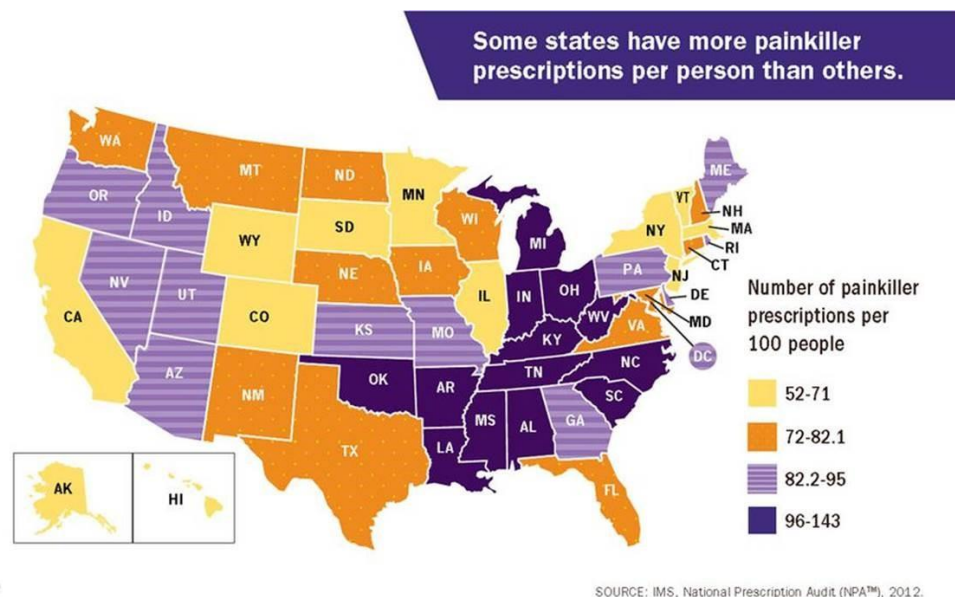 Some states have more painkiller
prescriptions per person than others.
WA
MT
ND
MN
WI
MI
ME
VT
NH
NY
MA
RI
CT
OR
ID
WY
SD
IA
NE
IL
IN
OH
PA
NJ
DE
MD
DC
NV
UT
CO
CA
KS
MO
KY
WV
VA
AZ
NM
OK
AR
TN
NC
SC
MS
AL
GA
TX
LA
FL
AK
HI
Number of painkiller
prescriptions per
100 people
52-71
72-82.1
82.2-95
96-143
SOURCE: IMS, National Prescription Audit (NPA™), 2012.